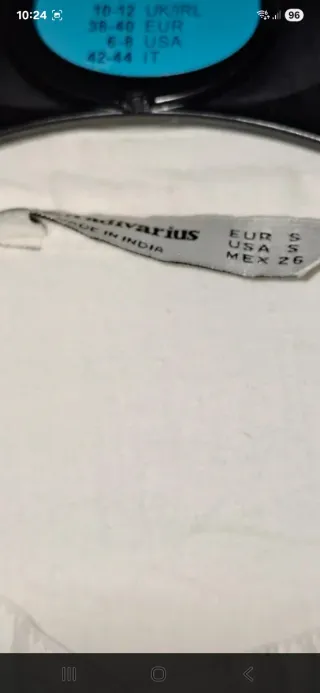 10:24
96
10-12 UK/IRL
38-40 EUR
6-8 USA
42-44 IT
MADE IN INDIA
EUR S
USA S
MEX 26